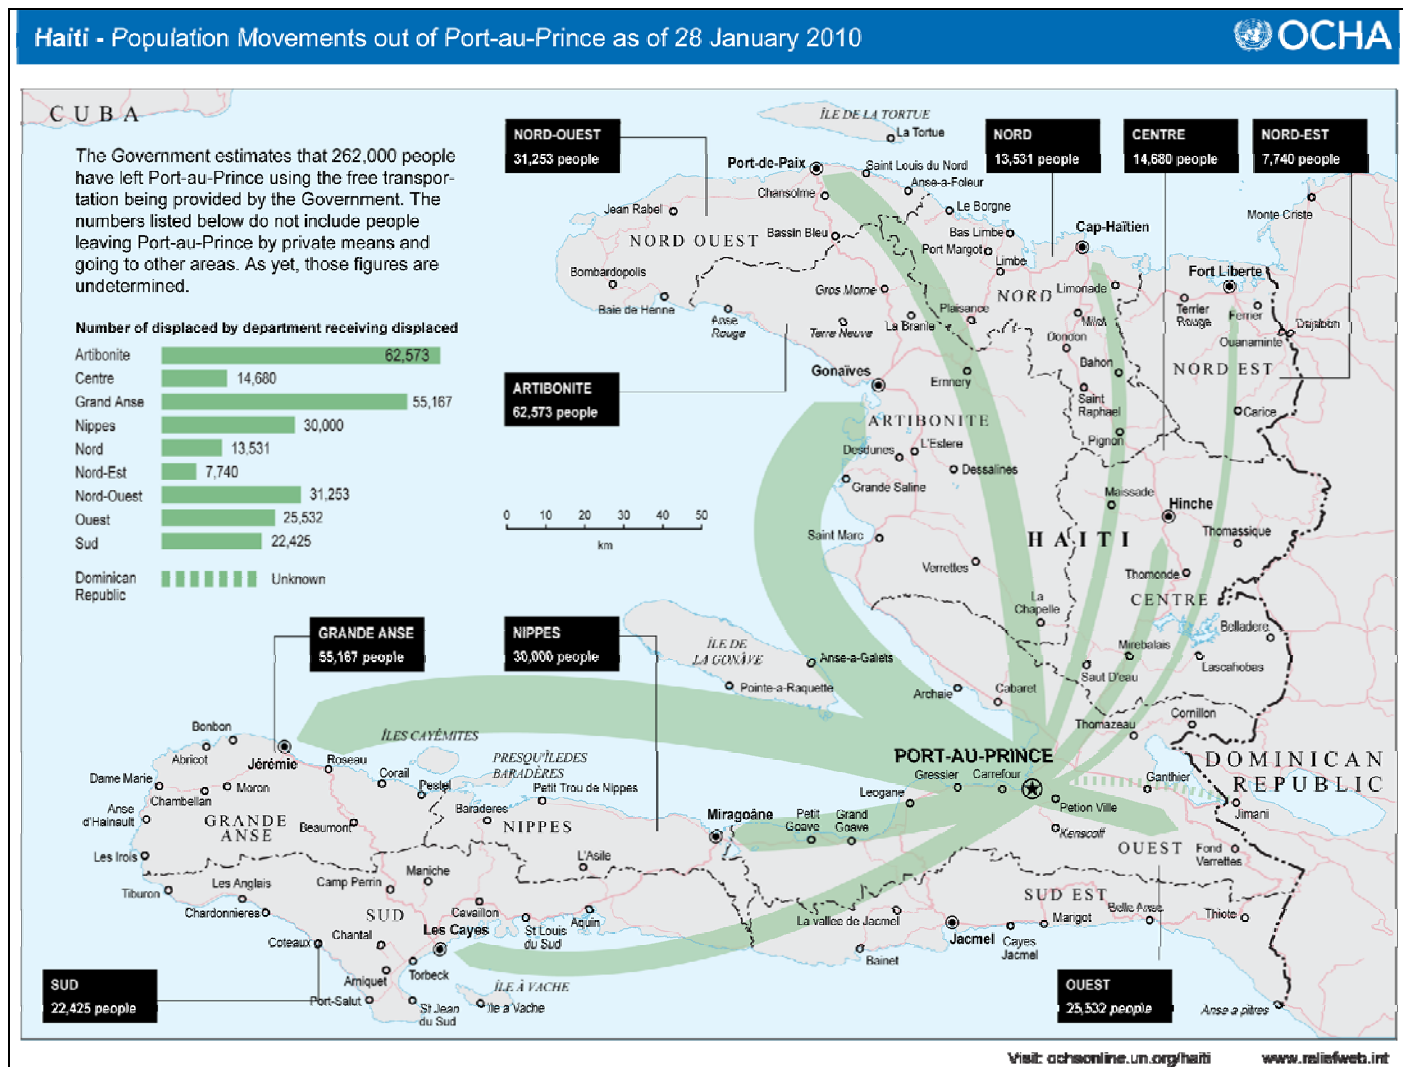 Haiti - Population Movements out of Port-au-Prince as of 28 January 2010
OCHA
CUBA
The Government estimates that 262,000 people
have left Port-au-Prince using the free transpor-
tation being provided by the Government. The
numbers listed below do not include people
leaving Port-au-Prince by private means and
going to other areas. As yet, those figures are
undetermined.
Number of displaced by department receiving displaced
Artibonite 62,573
Centre 14,680
Grand Anse 55,167
Nippes 30,000
Nord 13,531
Nord-Est 7,740
Nord-Ouest 31,253
Ouest 25,532
Sud 22,425
Dominican
Republic
Unknown
NORD-OUEST
31,253 people
NORD
13,531 people
CENTRE
14,680 people
NORD-EST
7,740 people
ARTIBONITE
62,573 people
GRANDE ANSE
55,167 people
NIPPES
30,000 people
SUD
22,425 people
OUEST
25,532 people
0 10 20 30 40 50
km
ÎLE DE LA TORTUE
La Tortue
Port-de-Paix
Saint Louis du Nord
Chansolme
Anse-a-Foleur
Jean Rabel
Le Borgne
NORD OUEST
Bassin Bleu
Bas Limbe
Port Margot
Limbe
Cap-Haïtien
Monte Criste
Bombardopolis
Baie de Henne
Anse
Rouge
Gros Morne
Terre Neuve
La Branle
Plaisance
NORD
Limonade
Milot
Dondon
Bahon
Fort Liberte
Terrier
Rouge
Ferrier
Ouanaminte
Dajabon
NORD EST
Gonaïves
Ennery
Saint
Raphael
Pignon
Carice
ARTIBONITE
Desdunes
L'Estere
Dessalines
Grande Saline
Maissade
Hinche
Saint Marc
HAITI
Thomassique
Verrettes
Thomonde
La
Chapelle
CENTRE
Belladere
Mirebalais
Lascahobas
Saut D'eau
ÎLE DE
LA GONÂVE
Anse-a-Galets
Pointe-a-Raquette
Archaie
Cabaret
Cornillon
Thomazeau
DOMINICAN
REPUBLIC
PORT-AU-PRINCE
Gressier
Carrefour
Ganthier
Leogane
Petion Ville
Jimani
Kenscoff
OUEST
Fond
Verrettes
Bonbon
Abricot
Jérémie
ÎLES CAYÉMITES
PRESQU'ÎLEDES
BARADÈRES
Roseau
Corail
Pestel
Petit Trou de Nippes
Dame Marie
Chambellan
Moron
Anse
d'Hainault
GRANDE
ANSE
Beaumont
Baraderes
NIPPES
Miragoâne
Petit
Goave
Grand
Goave
Les Irois
L'Asile
Maniche
Tiburon
Les Anglais
Camp Perrin
Chardonnieres
SUD
Cavaillon
Aquin
St Louis
du Sud
Les Cayes
Coteaux
Chantal
Torbeck
Arniquet
Port-Salut
St Jean
du Sud
ÎLE À VACHE
Ile a Vache
La vallee de Jacmel
SUD EST
Belle Anse
Thiote
Marigot
Jacmel
Cayes
Jacmel
Bainet
Anse a pitres
Visit: ochaonline.un.org/haiti
www.reliefweb.int